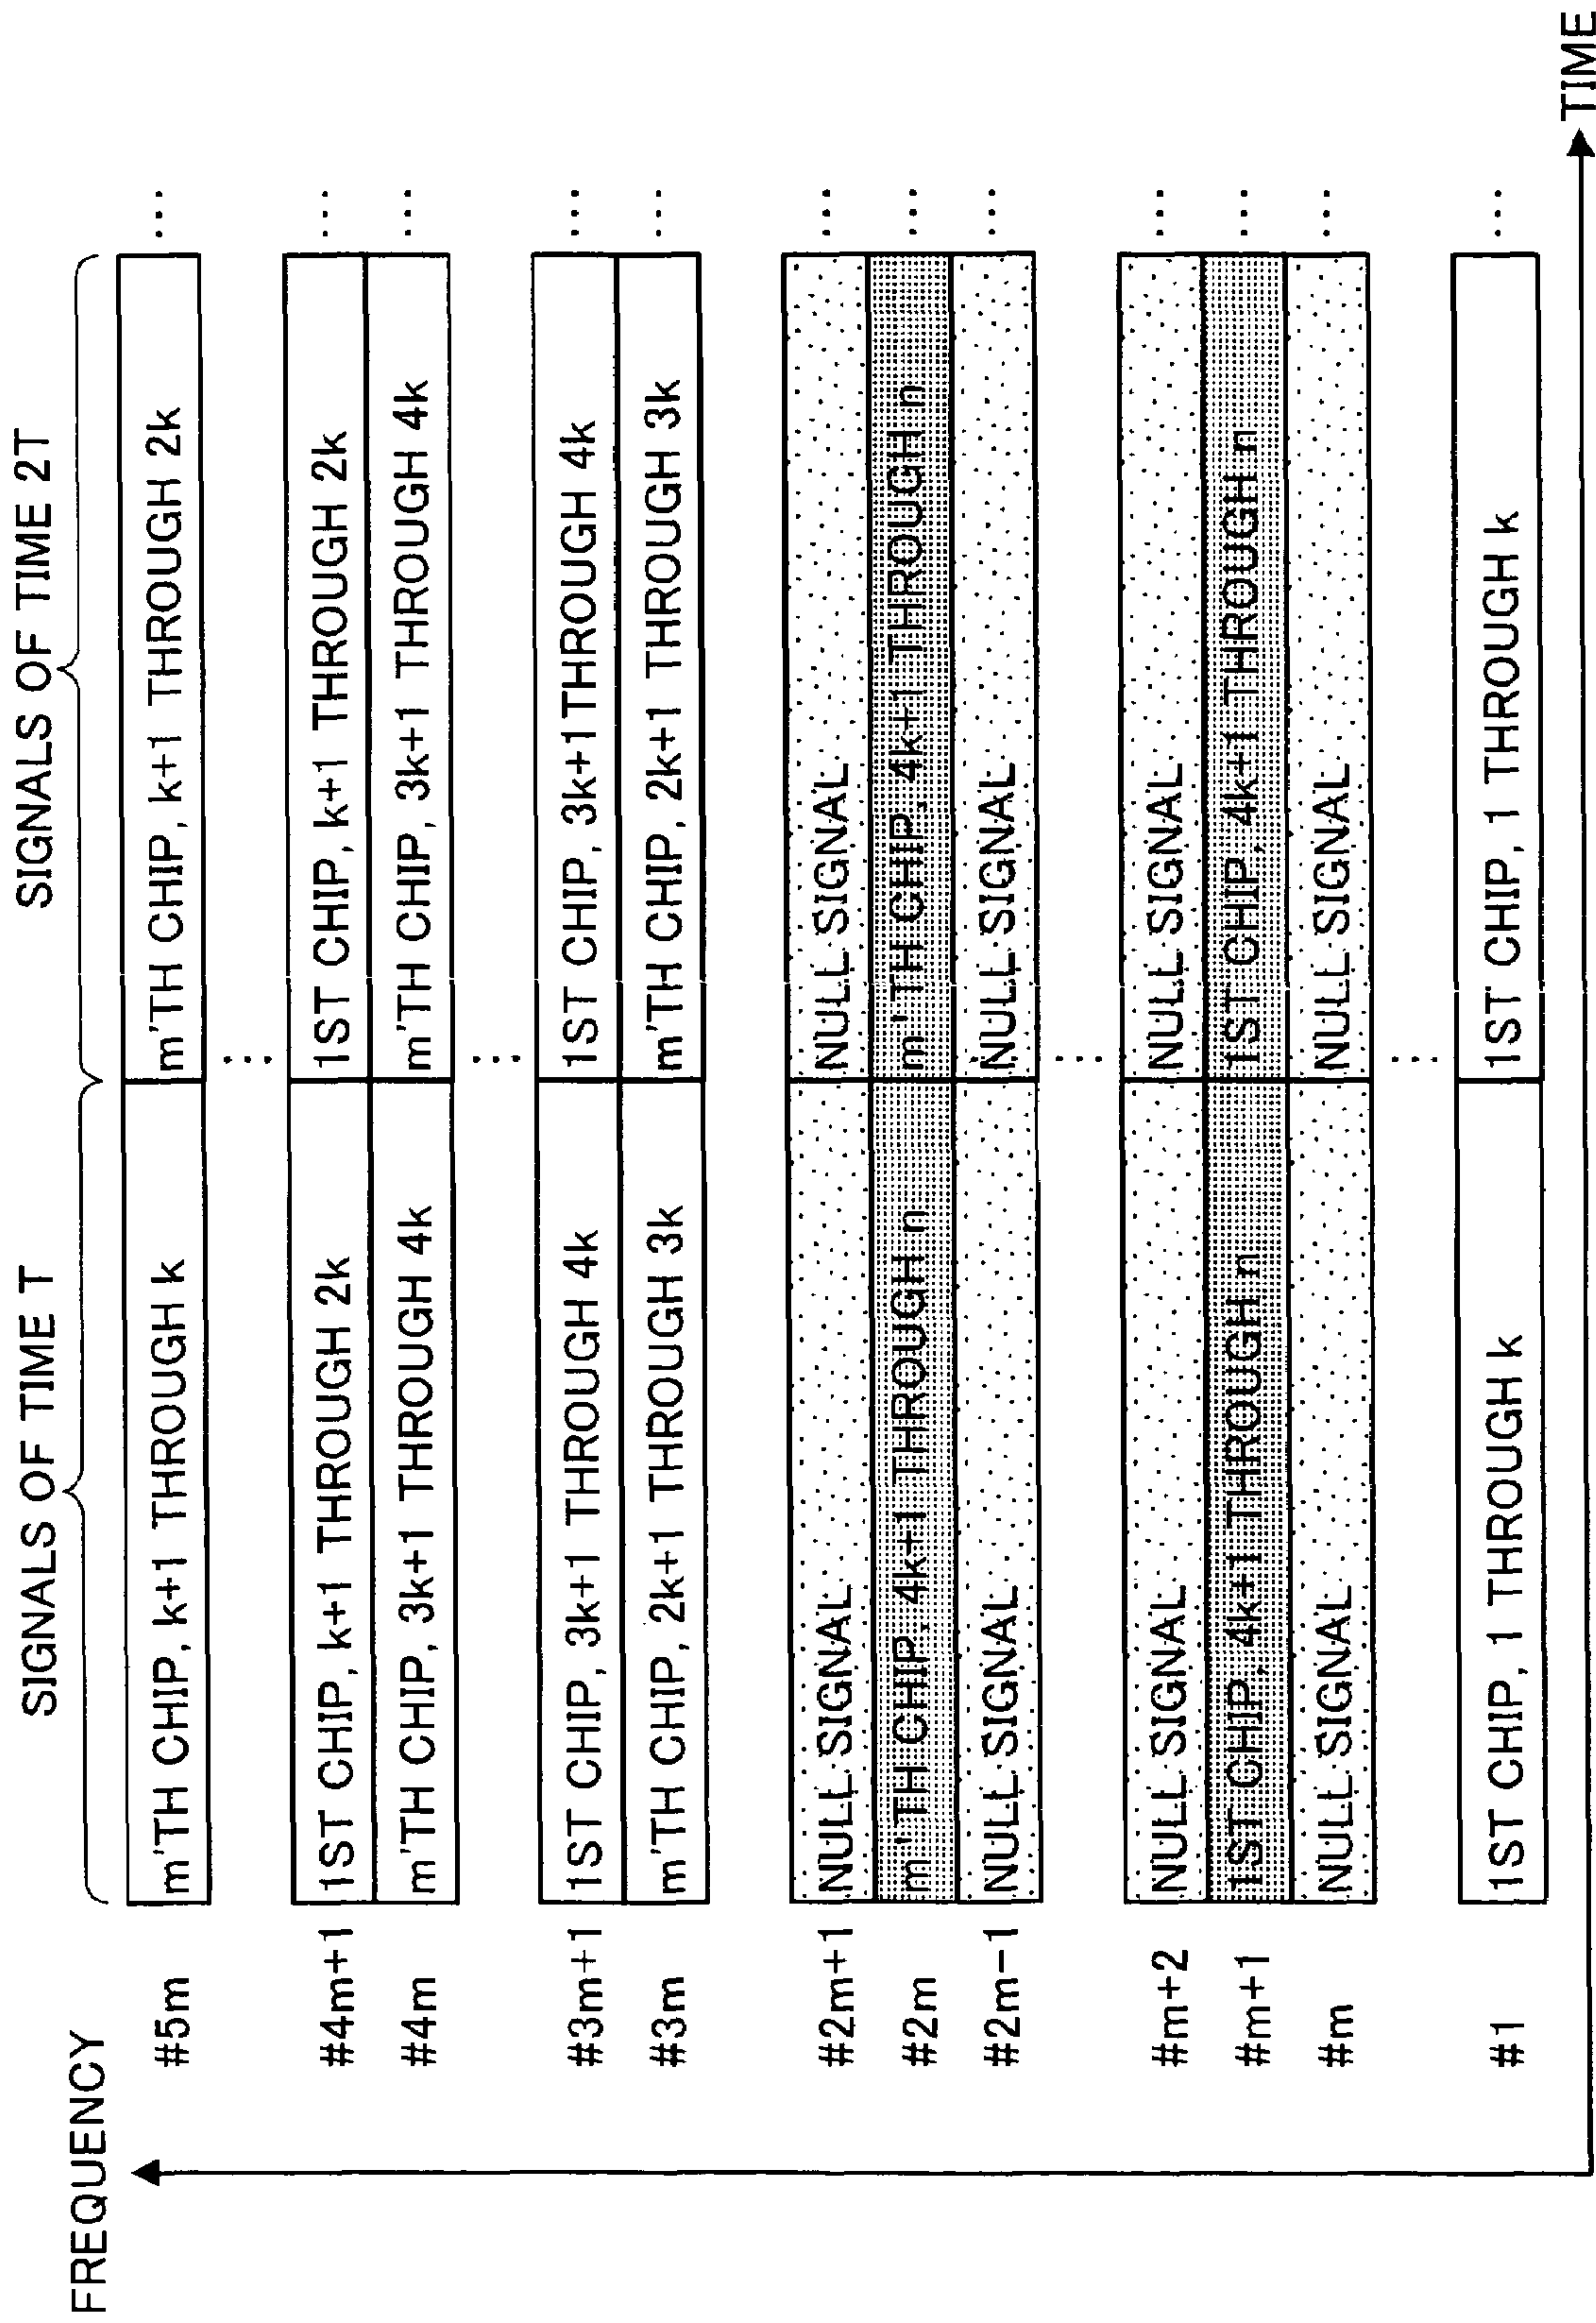 FREQUENCY
SIGNALS OF TIME T
SIGNALS OF TIME 2T
#5m m'TH CHIP, k+1 THROUGH k m'TH CHIP, k+1 THROUGH 2k ...
... 
#4m+1 1ST CHIP, k+1 THROUGH 2k 1ST CHIP, k+1 THROUGH 2k ...
#4m m'TH CHIP, 3k+1 THROUGH 4k m'TH CHIP, 3k+1 THROUGH 4k ...
...
#3m+1 1ST CHIP, 3k+1 THROUGH 4k 1ST CHIP, 3k+1 THROUGH 4k ...
#3m m'TH CHIP, 2k+1 THROUGH 3k m'TH CHIP, 2k+1 THROUGH 3k ...
#2m+1 NULL SIGNAL NULL SIGNAL ...
#2m m'TH CHIP, 4k+1 THROUGH n m'TH CHIP, 4k+1 THROUGH n ...
#2m-1 NULL SIGNAL NULL SIGNAL ...
...
#m+2 NULL SIGNAL NULL SIGNAL ...
#m+1 1ST CHIP, 4k+1 THROUGH n 1ST CHIP, 4k+1 THROUGH n ...
#m NULL SIGNAL NULL SIGNAL ...
...
#1 1ST CHIP, 1 THROUGH k 1ST CHIP, 1 THROUGH k ...
TIME